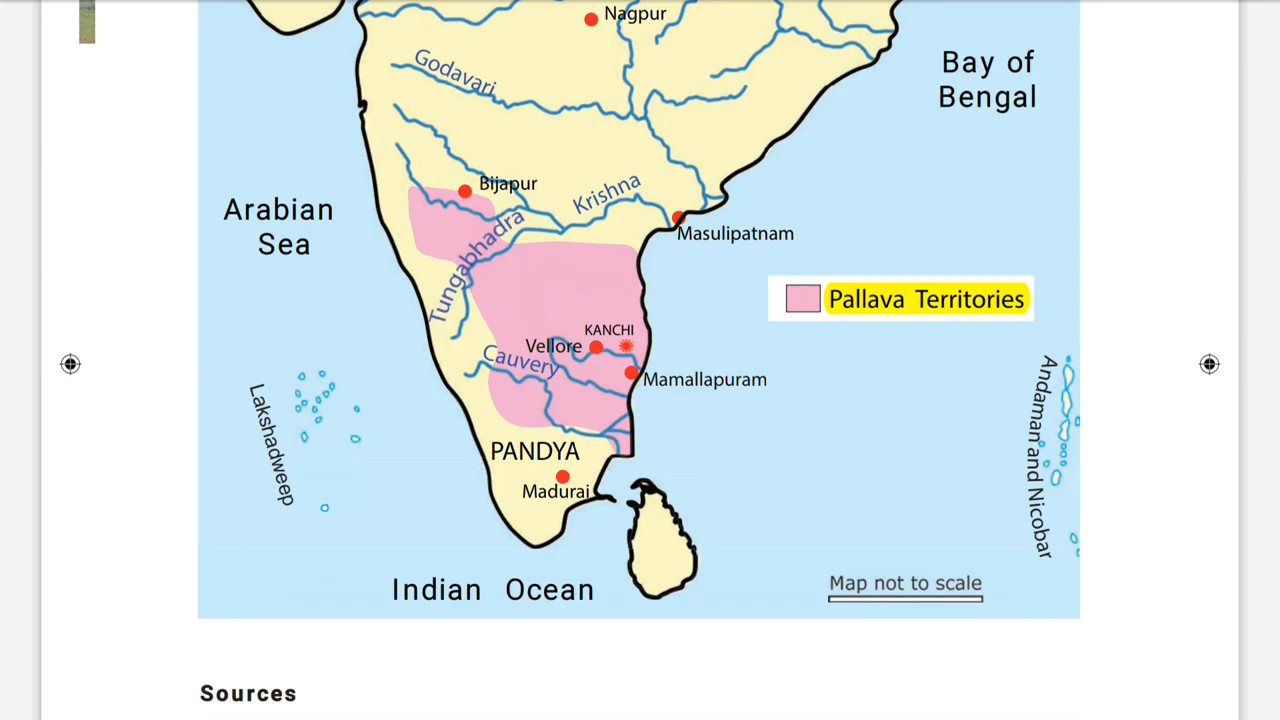 Nagpur
Godavari
Bay of
Bengal
Bijapur
Krishna
Arabian
Sea
Tungabhadra
Masulipatnam
Pallava Territories
KANCHI
Vellore
Cauvery
Mamallapuram
Lakshadweep
Andaman and Nicobar
PANDYA
Madurai
Indian Ocean
Map not to scale
Sources